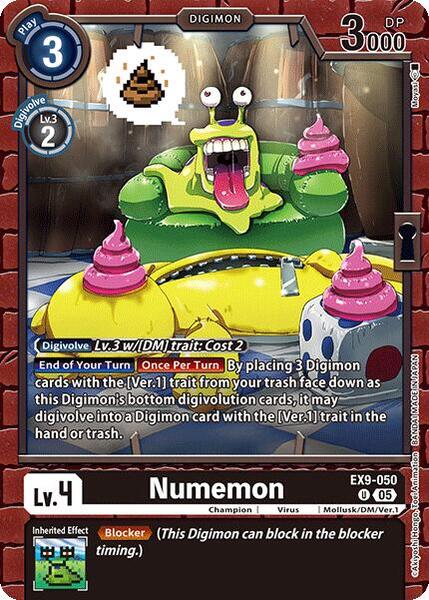 Play
3
DIGIMON
DP
3000
Digivolve
Lv.3
2
Digivolve Lv.3 w/[DM] trait: Cost 2
End of Your Turn Once Per Turn By placing 3 Digimon
cards with the [Ver.1] trait from your trash face down as
this Digimon's bottom digivolution cards, it may
digivolve into a Digimon card with the [Ver.1] trait in the
hand or trash.
Lv.4
Numemon
EX9-050
U 05
Champion Virus Mollusk/DM/Ver.1
Inherited Effect
Blocker (This Digimon can block in the blocker
timing.)
©Akiyoshi Hongo, Toei Animation BANDAI MADE IN JAPAN